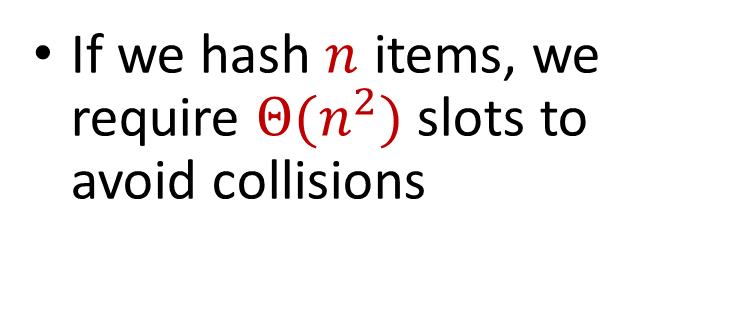 • If we hash n items, we
require Θ(n²) slots to
avoid collisions